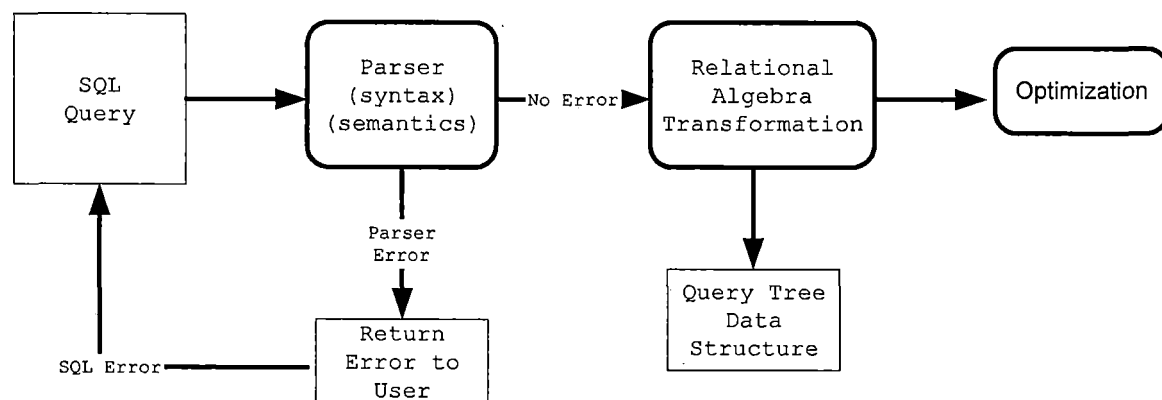 SQL
Query
Parser
(syntax)
(semantics)
No Error
Relational
Algebra
Transformation
Optimization
Parser
Error
Query Tree
Data
Structure
Return
Error to
User
SQL Error